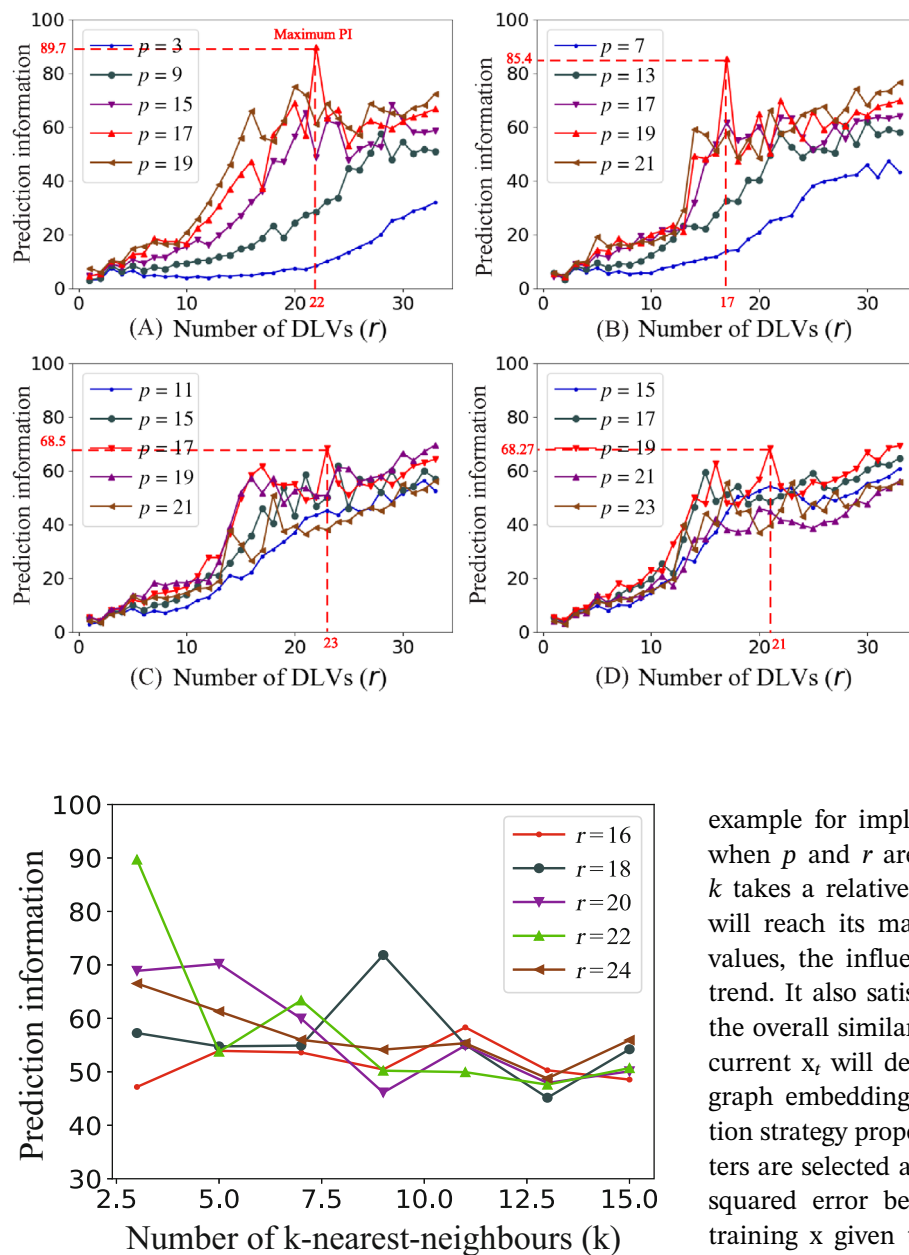 100
80
60
40
20
0
Prediction information
89.7
Maximum PI
p = 3
p = 9
p = 15
p = 17
p = 19
0 10 20 30
22
(A) Number of DLVs (r)
100
80
60
40
20
0
Prediction information
85.4
p = 7
p = 13
p = 17
p = 19
p = 21
0 10 20 30
17
(B) Number of DLVs (r)
100
80
60
40
20
0
Prediction information
68.5
p = 11
p = 15
p = 17
p = 19
p = 21
0 10 20 30
23
(C) Number of DLVs (r)
100
80
60
40
20
0
Prediction information
68.27
p = 15
p = 17
p = 19
p = 21
p = 23
0 10 20 30
21
(D) Number of DLVs (r)
100
90
80
70
60
50
40
30
Prediction information
r = 16
r = 18
r = 20
r = 22
r = 24
2.5 5.0 7.5 10.0 12.5 15.0
Number of k-nearest-neighbours (k)
example for impl
when p and r are
k takes a relative
will reach its ma
values, the influe
trend. It also satis
the overall similar
current xt will de
graph embedding
tion strategy prope
ters are selected a
squared error be
training x given